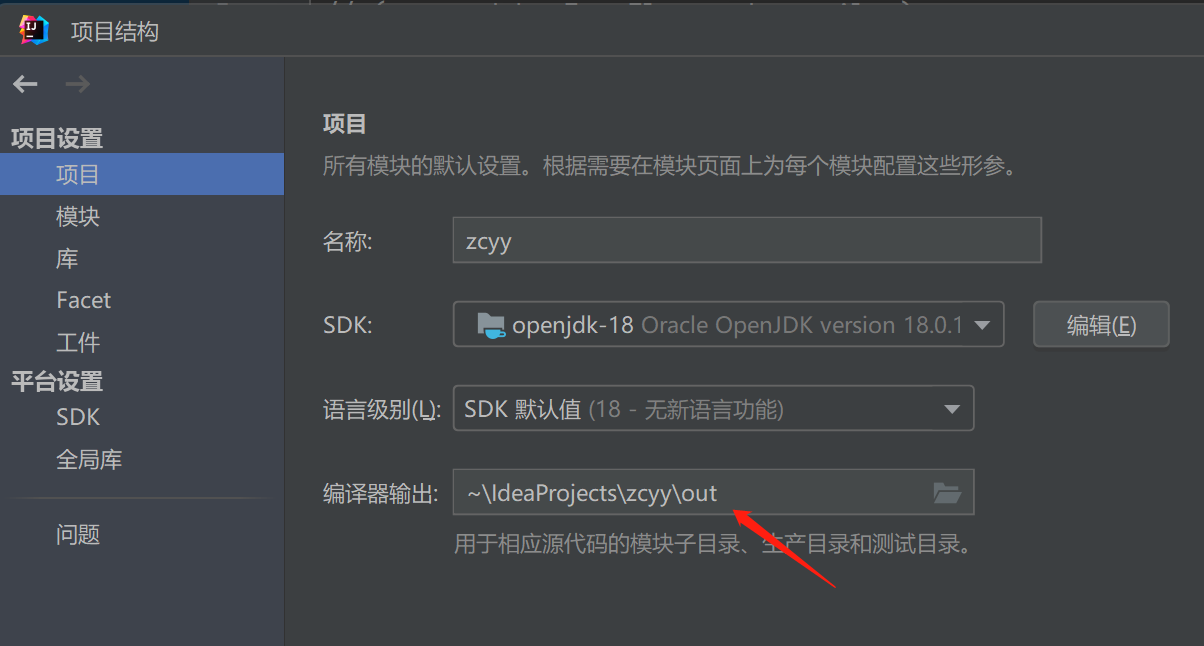 项目结构
项目设置
项目
模块
库
Facet
工件
平台设置
SDK
全局库
问题
项目
所有模块的默认设置。根据需要在模块页面上为每个模块配置这些形参。
名称: zcyy
SDK: openjdk-18 Oracle OpenJDK version 18.0.1 编辑(E)
语言级别(L): SDK 默认值 (18 - 无新语言功能)
编译器输出: ~\IdeaProjects\zcyy\out
用于相应源代码的模块子目录、生产目录和测试目录。